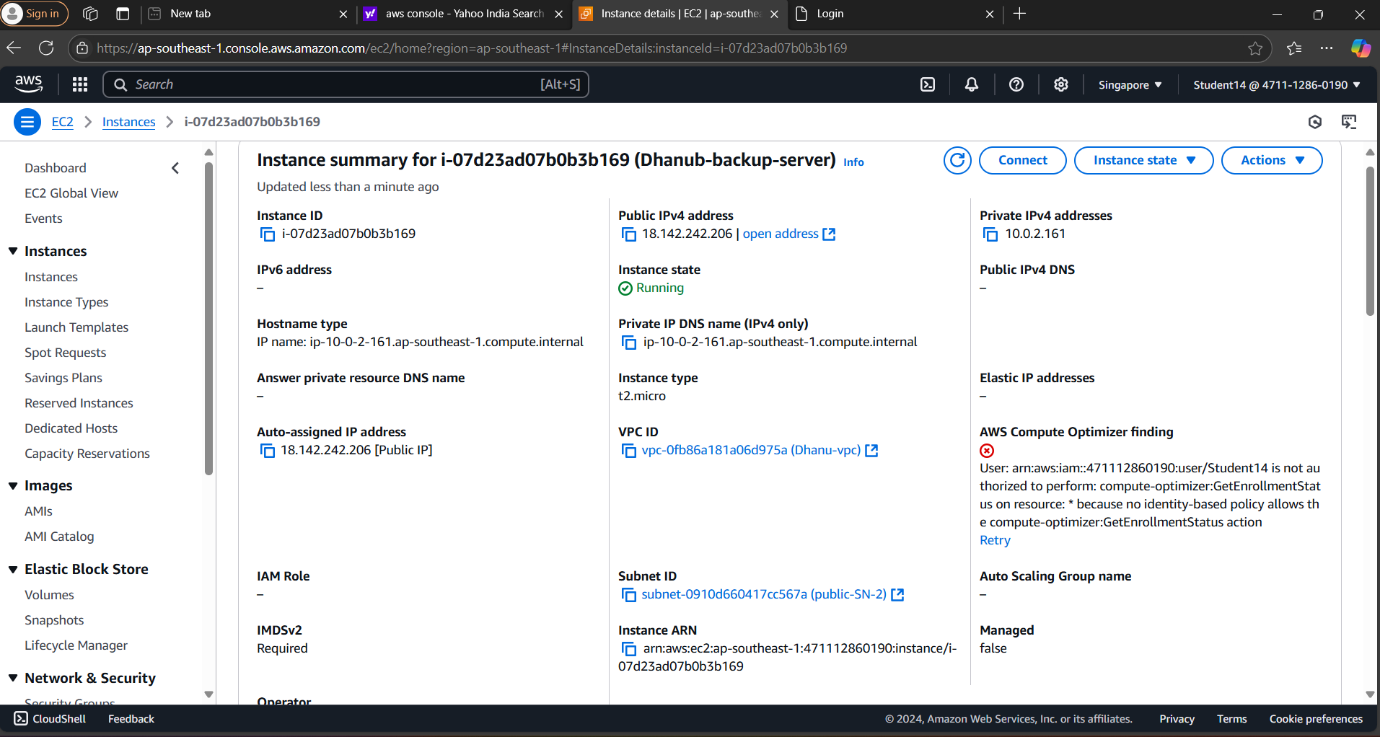 Sign in
New tab
aws console - Yahoo India Search
Instance details | EC2 | ap-southe
Login
https://ap-southeast-1.console.aws.amazon.com/ec2/home?region=ap-southeast-1#InstanceDetails:instanceId=i-07d23ad07b0b3b169
aws
Search
[Alt+S]
Singapore
Student14 @ 4711-1286-0190
EC2
Instances
i-07d23ad07b0b3b169
Dashboard
EC2 Global View
Events
Instances
Instances
Instance Types
Launch Templates
Spot Requests
Savings Plans
Reserved Instances
Dedicated Hosts
Capacity Reservations
Images
AMIs
AMI Catalog
Elastic Block Store
Volumes
Snapshots
Lifecycle Manager
Network & Security
Security Groups
Instance summary for i-07d23ad07b0b3b169 (Dhanub-backup-server) Info
Updated less than a minute ago
Connect
Instance state
Actions
Instance ID
i-07d23ad07b0b3b169
Public IPv4 address
18.142.242.206 | open address
Private IPv4 addresses
10.0.2.161
IPv6 address
–
Instance state
Running
Public IPv4 DNS
–
Hostname type
IP name: ip-10-0-2-161.ap-southeast-1.compute.internal
Private IP DNS name (IPv4 only)
ip-10-0-2-161.ap-southeast-1.compute.internal
Answer private resource DNS name
–
Instance type
t2.micro
Elastic IP addresses
–
Auto-assigned IP address
18.142.242.206 [Public IP]
VPC ID
vpc-0fb86a181a06d975a (Dhanu-vpc)
AWS Compute Optimizer finding
User: arn:aws:iam::471112860190:user/Student14 is not au
thorized to perform: compute-optimizer:GetEnrollmentStat
us on resource: * because no identity-based policy allows th
e compute-optimizer:GetEnrollmentStatus action
Retry
IAM Role
–
Subnet ID
subnet-0910d660417cc567a (public-SN-2)
Auto Scaling Group name
–
IMDSv2
Required
Instance ARN
arn:aws:ec2:ap-southeast-1:471112860190:instance/i-
07d23ad07b0b3b169
Managed
false
Operator
CloudShell
Feedback
© 2024, Amazon Web Services, Inc. or its affiliates.
Privacy
Terms
Cookie preferences